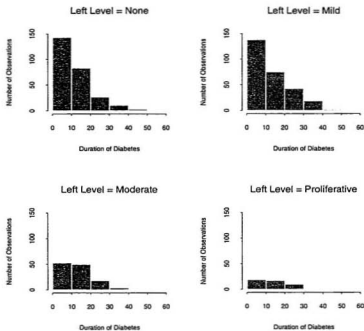 Left Level = None
Number of Observations
0 50 100 150
0 10 20 30 40 50 60
Duration of Diabetes
Left Level = Mild
Number of Observations
0 50 100 150
0 10 20 30 40 50 60
Duration of Diabetes
Left Level = Moderate
Number of Observations
0 50 100 150
0 10 20 30 40 50 60
Duration of Diabetes
Left Level = Proliferative
Number of Observations
0 50 100 150
0 10 20 30 40 50 60
Duration of Diabetes